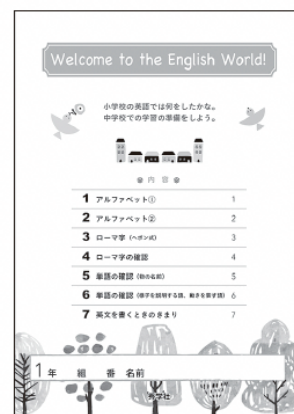 Welcome to the English World!
小学校の英語では何をしたかな。
中学校での学習の準備をしよう。
内容
1 アルファベット① 1
2 アルファベット② 2
3 ローマ字（ヘボン式） 3
4 ローマ字の確認 4
5 単語の確認（物の名前） 5
6 単語の確認（様子を説明する語，動きを表す語） 6
7 英文を書くときのきまり 7
1年 組 番 名前